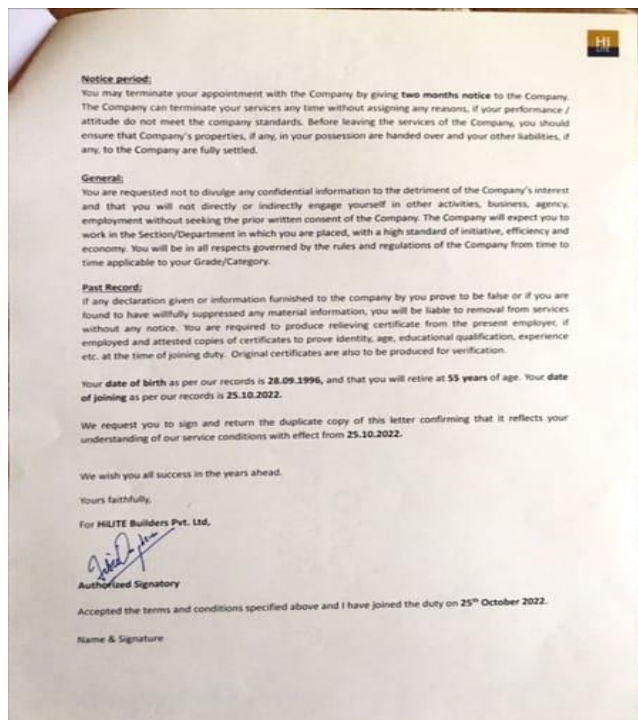 Hi
LITE
Notice period:
You may terminate your appointment with the Company by giving two months notice to the Company.
The Company can terminate your services any time without assigning any reasons, if your performance /
attitude do not meet the company standards. Before leaving the services of the Company, you should
ensure that Company's properties, if any, in your possession are handed over and your other liabilities, if
any, to the Company are fully settled.
General:
You are requested not to divulge any confidential information to the detriment of the Company's interest
and that you will not directly or indirectly engage yourself in other activities, business, agency,
employment without seeking the prior written consent of the Company. The Company will expect you to
work in the Section/Department in which you are placed, with a high standard of initiative, efficiency and
economy. You will be in all respects governed by the rules and regulations of the Company from time to
time applicable to your Grade/Category.
Past Record:
If any declaration given or information furnished to the company by you prove to be false or if you are
found to have willfully suppressed any material information, you will be liable to removal from services
without any notice. You are required to produce relieving certificate from the present employer, if
employed and attested copies of certificates to prove identity, age, educational qualification, experience
etc. at the time of joining duty. Original certificates are also to be produced for verification.
Your date of birth as per our records is 28.09.1996, and that you will retire at 55 years of age. Your date
of joining as per our records is 25.10.2022.
We request you to sign and return the duplicate copy of this letter confirming that it reflects your
understanding of our service conditions with effect from 25.10.2022.
We wish you all success in the years ahead.
Yours faithfully,
For HiLITE Builders Pvt. Ltd,
Authorized Signatory
Accepted the terms and conditions specified above and I have joined the duty on 25th October 2022.
Name & Signature